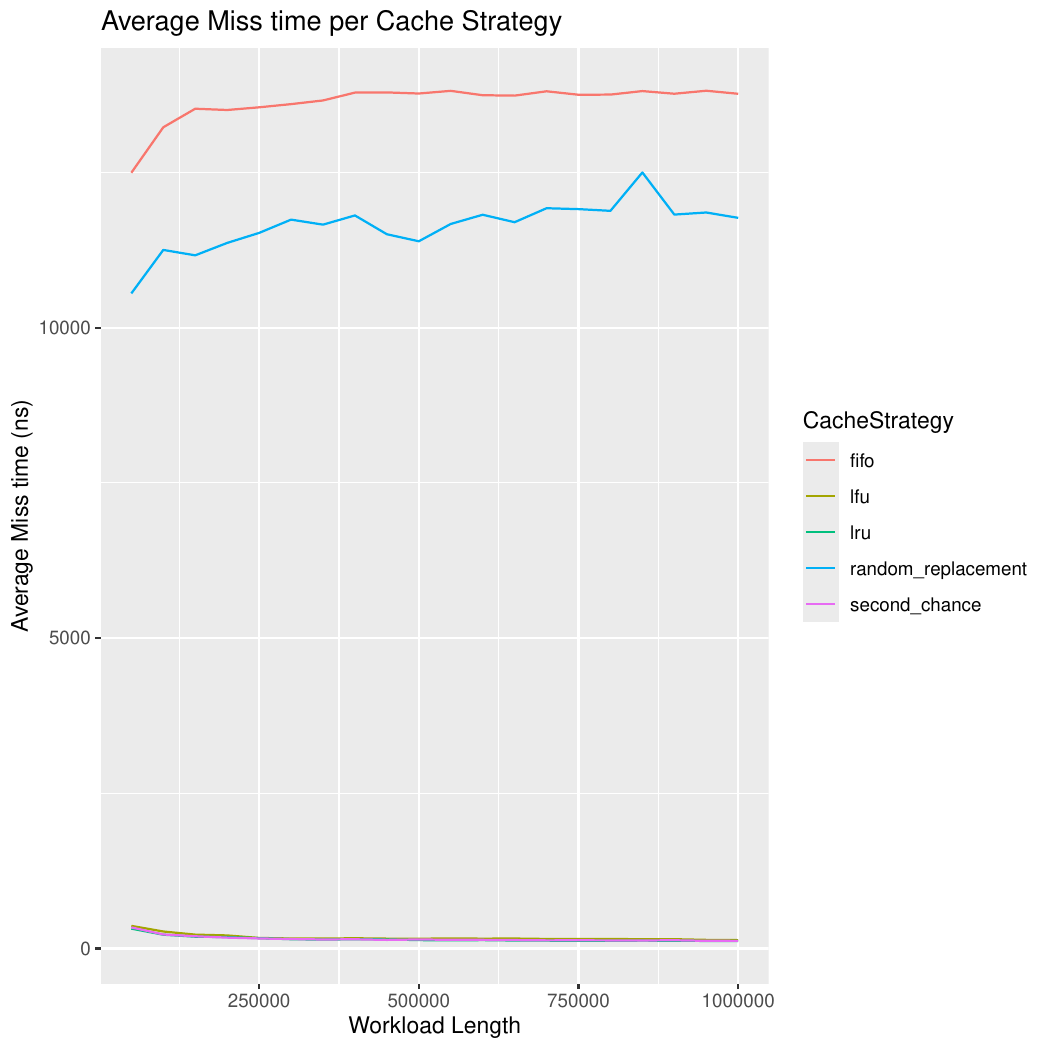 Average Miss time per Cache Strategy
Average Miss time (ns)
10000
5000
0
250000
500000
750000
1000000
Workload Length
CacheStrategy
fifo
lfu
lru
random_replacement
second_chance